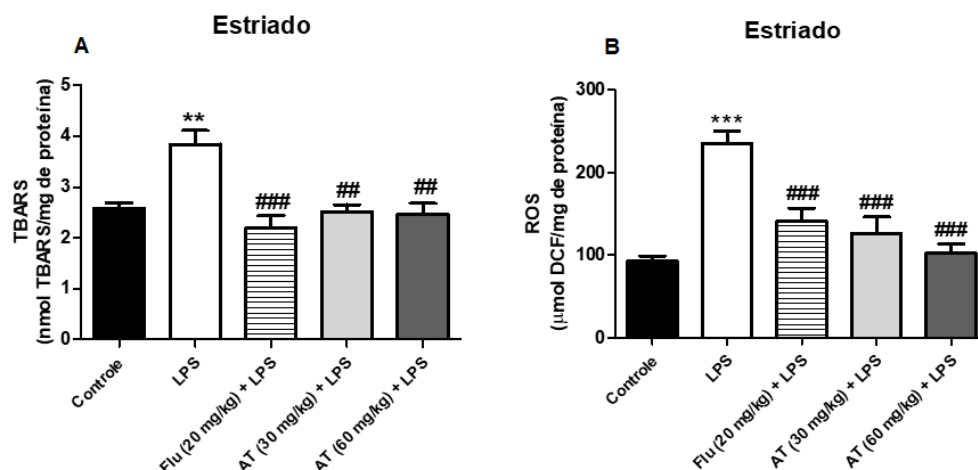 A
Estriado
TBARS
(nmol TBARS/mg de proteína)
5
4
3
2
1
0
**
###
##
##
Controle
LPS
Flu (20 mg/kg) + LPS
AT (30 mg/kg) + LPS
AT (60 mg/kg) + LPS
B
Estriado
ROS
(µmol DCF/mg de proteína)
300
200
100
0
***
###
###
###
Controle
LPS
Flu (20 mg/kg) + LPS
AT (30 mg/kg) + LPS
AT (60 mg/kg) + LPS